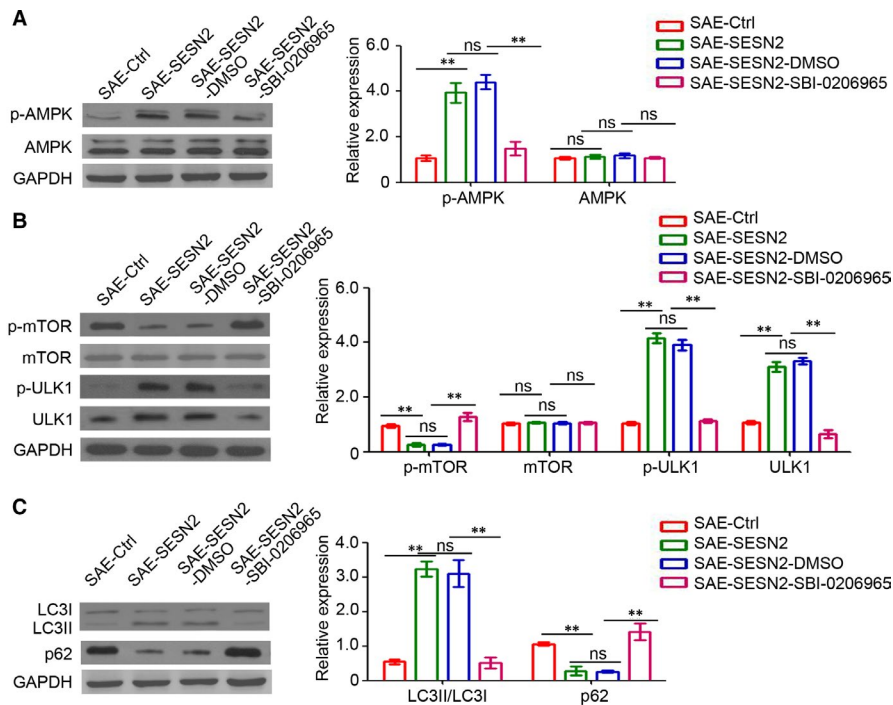 A
SAE-Ctrl
SAE-SESN2
SAE-SESN2
-DMSO
SAE-SESN2
-SBI-0206965
p-AMPK
AMPK
GAPDH
Relative expression
6.0
4.0
2.0
0
**
ns
**
ns
ns
ns
p-AMPK
AMPK
SAE-Ctrl
SAE-SESN2
SAE-SESN2-DMSO
SAE-SESN2-SBI-0206965
B
SAE-Ctrl
SAE-SESN2
SAE-SESN2
-DMSO
SAE-SESN2
-SBI-0206965
p-mTOR
mTOR
p-ULK1
ULK1
GAPDH
SAE-Ctrl
SAE-SESN2
SAE-SESN2-DMSO
SAE-SESN2-SBI-0206965
Relative expression
6.0
4.0
2.0
0
**
ns
**
ns
ns
ns
**
ns
**
**
ns
**
p-mTOR
mTOR
p-ULK1
ULK1
C
SAE-Ctrl
SAE-SESN2
SAE-SESN2
-DMSO
SAE-SESN2
-SBI-0206965
LC3I
LC3II
p62
GAPDH
Relative expression
4.0
3.0
2.0
1.0
0
**
ns
**
**
ns
**
LC3II/LC3I
p62
SAE-Ctrl
SAE-SESN2
SAE-SESN2-DMSO
SAE-SESN2-SBI-0206965